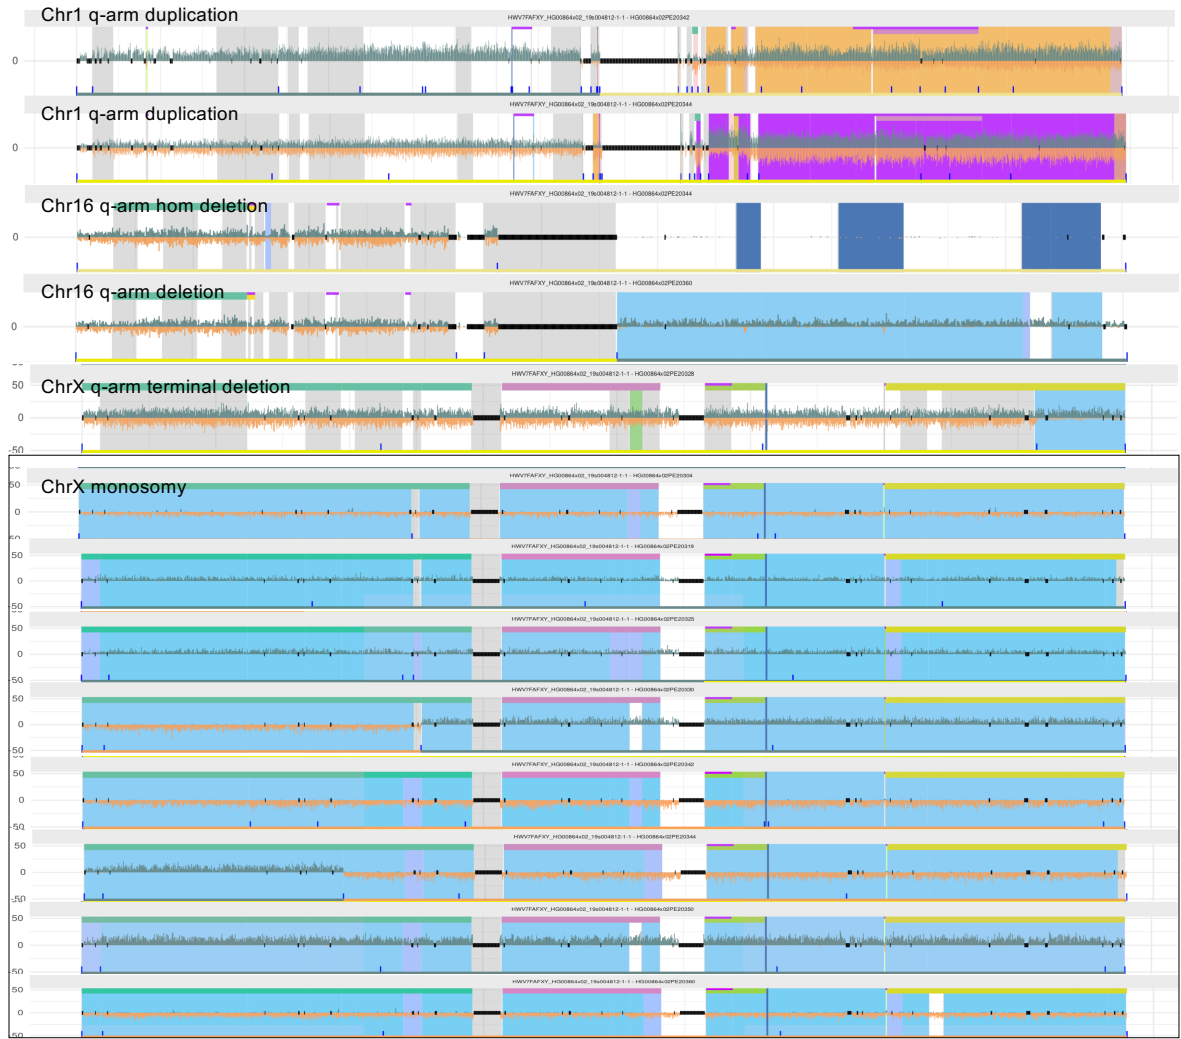 HWV7FAFXY_HG00864x02_19s004812-1-1 - HG00864x02PE20342
Chr1 q-arm duplication
0
HWV7FAFXY_HG00864x02_19s004812-1-1 - HG00864x02PE20344
Chr1 q-arm duplication
0
HWV7FAFXY_HG00864x02_19s004812-1-1 - HG00864x02PE20344
Chr16 q-arm hom deletion
0
HWV7FAFXY_HG00864x02_19s004812-1-1 - HG00864x02PE20360
Chr16 q-arm deletion
0
HWV7FAFXY_HG00864x02_19s004812-1-1 - HG00864x02PE20328
ChrX q-arm terminal deletion
50
0
-50
HWV7FAFXY_HG00864x02_19s004812-1-1 - HG00864x02PE20304
ChrX monosomy
50
0
HWV7FAFXY_HG00864x02_19s004812-1-1 - HG00864x02PE20319
50
0
-50
HWV7FAFXY_HG00864x02_19s004812-1-1 - HG00864x02PE20325
50
0
-50
HWV7FAFXY_HG00864x02_19s004812-1-1 - HG00864x02PE20330
50
0
-50
HWV7FAFXY_HG00864x02_19s004812-1-1 - HG00864x02PE20342
50
0
-50
HWV7FAFXY_HG00864x02_19s004812-1-1 - HG00864x02PE20344
50
0
-50
HWV7FAFXY_HG00864x02_19s004812-1-1 - HG00864x02PE20350
50
0
-50
HWV7FAFXY_HG00864x02_19s004812-1-1 - HG00864x02PE20360
50
0
-50